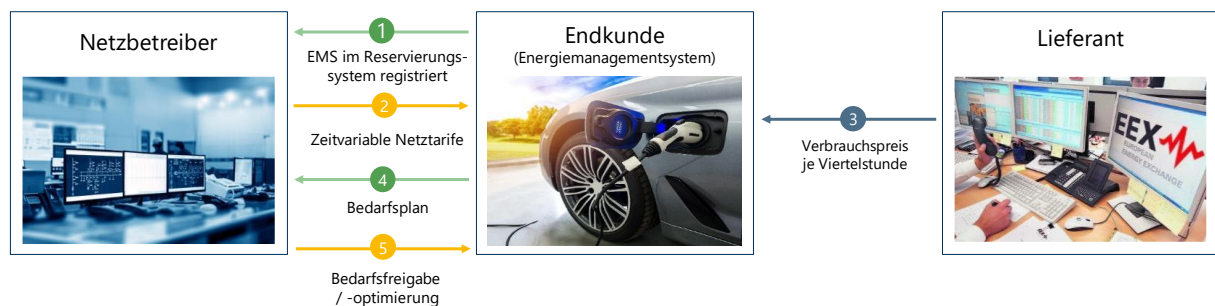 Netzbetreiber
1
EMS im Reservierungs-
system registriert
2
Zeitvariable Netztarife
4
Bedarfsplan
5
Bedarfsfreigabe
/ -optimierung
Endkunde
(Energiemanagementsystem)
3
Verbrauchspreis
je Viertelstunde
Lieferant
EEX
EUROPEAN
ENERGY EXCHANGE